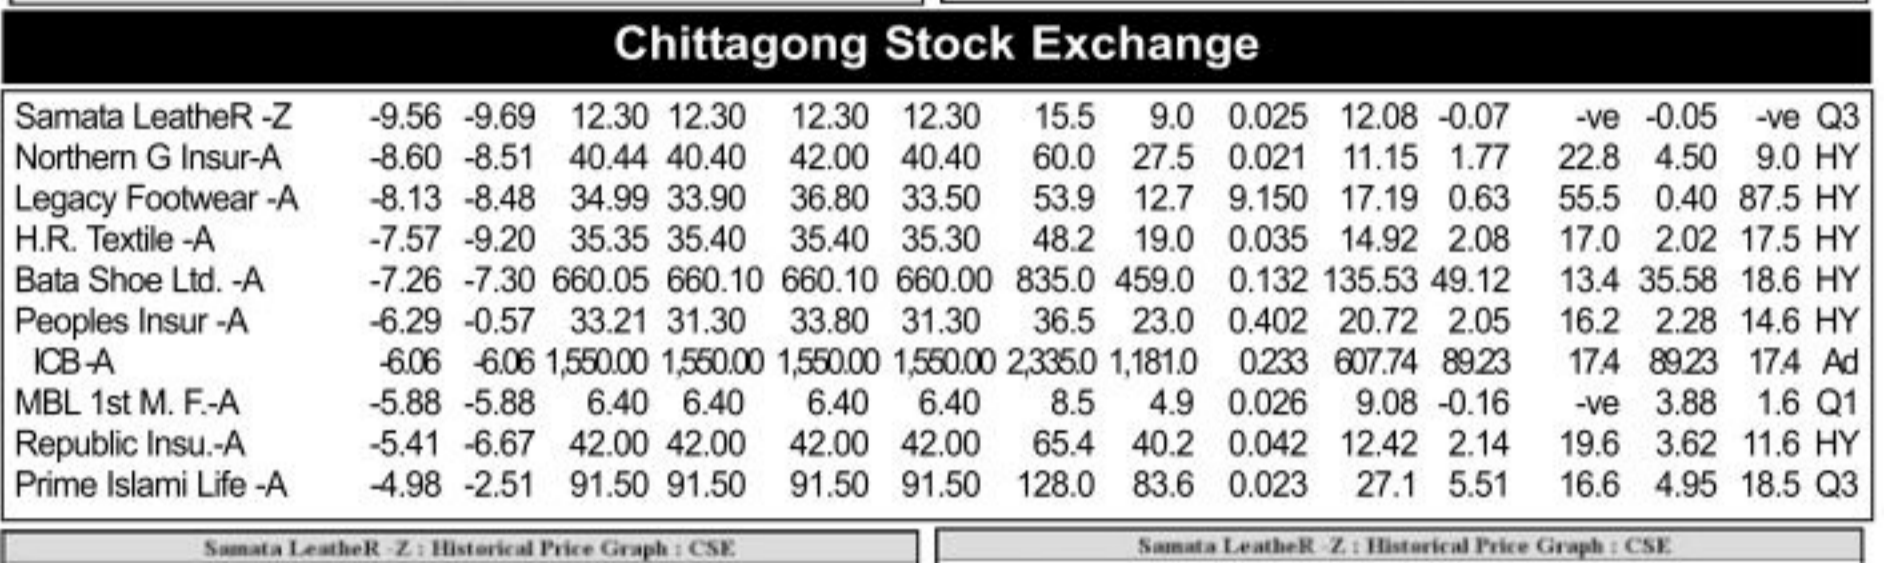 Chittagong Stock Exchange
Samata LeatheR -Z -9.56 -9.69 12.30 12.30 12.30 12.30 15.5 9.0 0.025 12.08 -0.07 -ve -0.05 -ve Q3
Northern G Insur-A -8.60 -8.51 40.44 40.40 42.00 40.40 60.0 27.5 0.021 11.15 1.77 22.8 4.50 9.0 HY
Legacy Footwear -A -8.13 -8.48 34.99 33.90 36.80 33.50 53.9 12.7 9.150 17.19 0.63 55.5 0.40 87.5 HY
H.R. Textile -A -7.57 -9.20 35.35 35.40 35.40 35.30 48.2 19.0 0.035 14.92 2.08 17.0 2.02 17.5 HY
Bata Shoe Ltd. -A -7.26 -7.30 660.05 660.10 660.10 660.00 835.0 459.0 0.132 135.53 49.12 13.4 35.58 18.6 HY
Peoples Insur -A -6.29 -0.57 33.21 31.30 33.80 31.30 36.5 23.0 0.402 20.72 2.05 16.2 2.28 14.6 HY
ICB -A -6.06 -6.06 1,550.00 1,550.00 1,550.00 1,550.00 2,335.0 1,181.0 0.233 607.74 89.23 17.4 89.23 17.4 Ad
MBL 1st M. F.-A -5.88 -5.88 6.40 6.40 6.40 6.40 8.5 4.9 0.026 9.08 -0.16 -ve 3.88 1.6 Q1
Republic Insu.-A -5.41 -6.67 42.00 42.00 42.00 42.00 65.4 40.2 0.042 12.42 2.14 19.6 3.62 11.6 HY
Prime Islami Life -A -4.98 -2.51 91.50 91.50 91.50 91.50 128.0 83.6 0.023 27.1 5.51 16.6 4.95 18.5 Q3
Samata LeatheR -Z : Historical Price Graph : CSE
Samata LeatheR -Z : Historical Price Graph : CSE